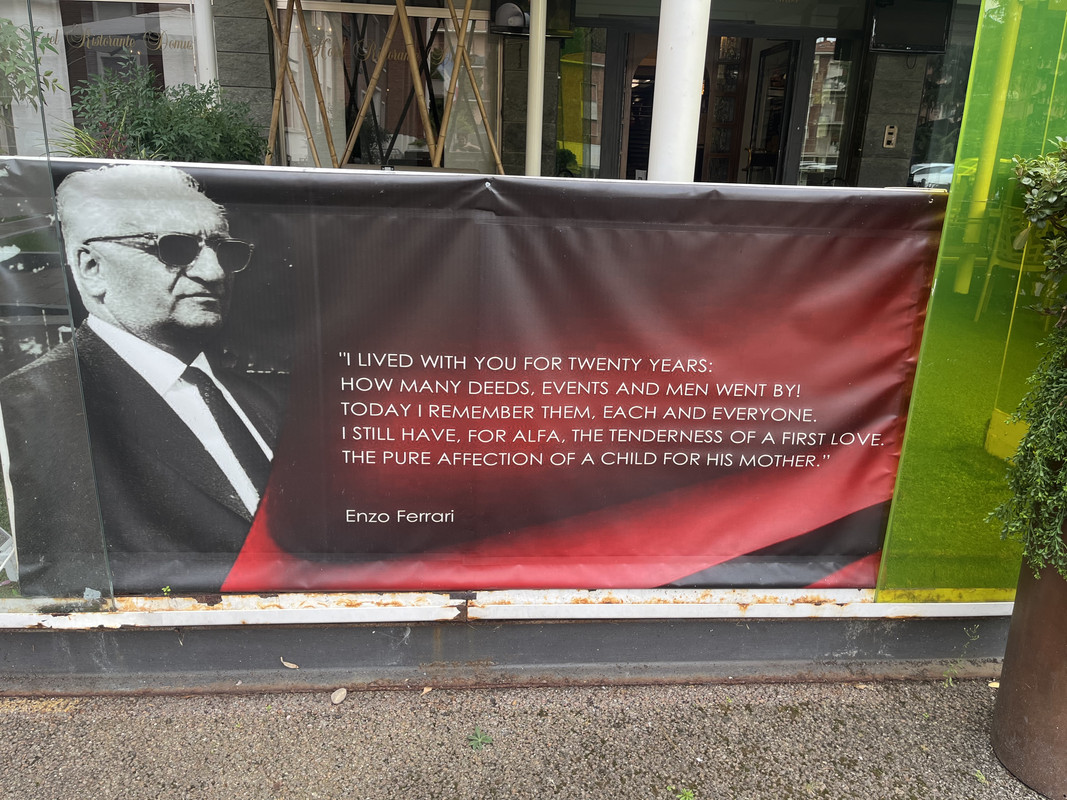 Ristorante Domus
"I LIVED WITH YOU FOR TWENTY YEARS:
HOW MANY DEEDS, EVENTS AND MEN WENT BY!
TODAY I REMEMBER THEM, EACH AND EVERYONE.
I STILL HAVE, FOR ALFA, THE TENDERNESS OF A FIRST LOVE.
THE PURE AFFECTION OF A CHILD FOR HIS MOTHER."
Enzo Ferrari